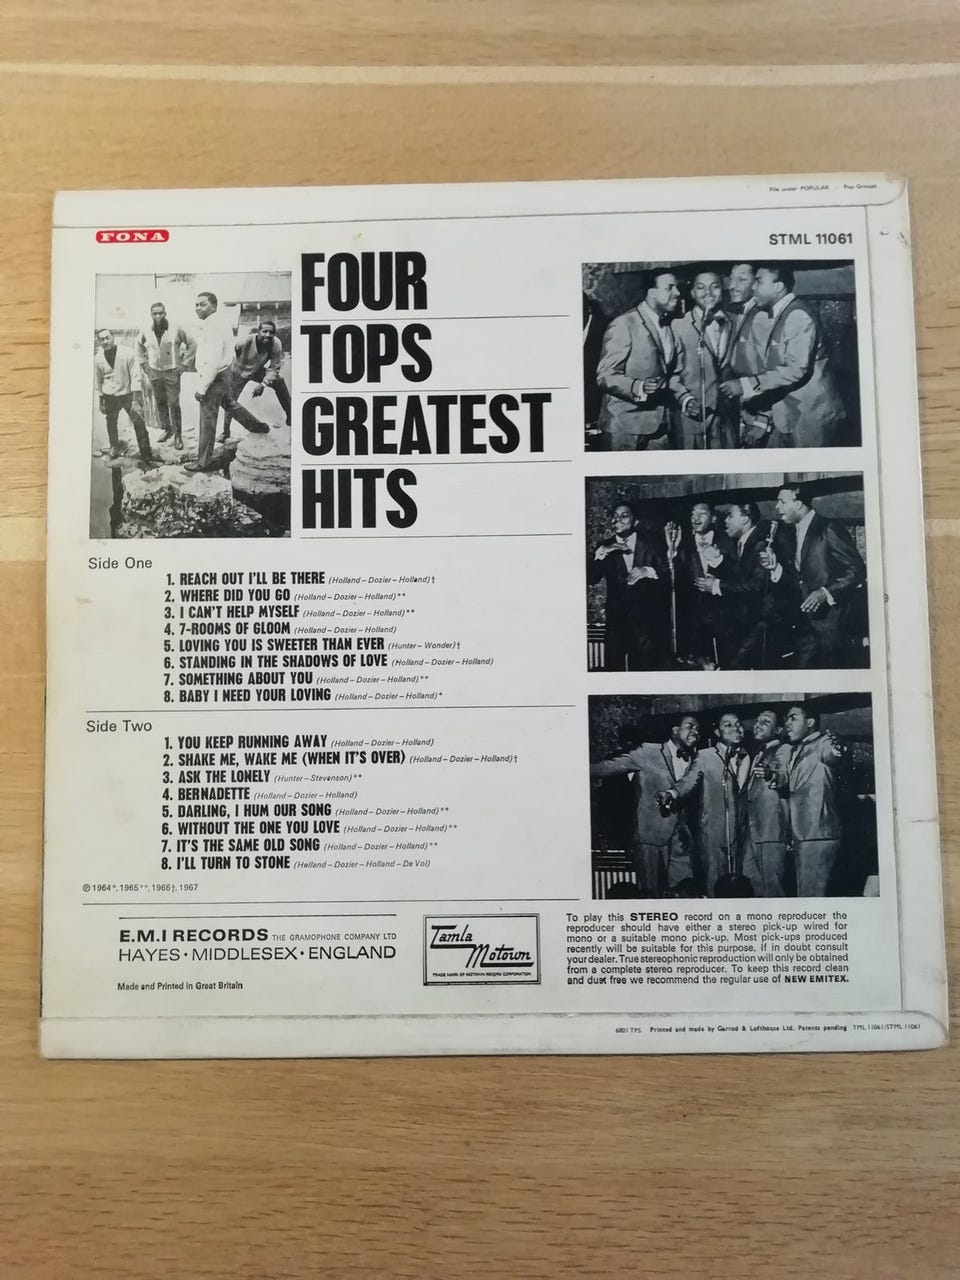 File under POPULAR : Pop Groups
FONA
STML 11061
FOUR
TOPS
GREATEST
HITS
Side One
1. REACH OUT I'LL BE THERE (Holland–Dozier–Holland)†
2. WHERE DID YOU GO (Holland–Dozier–Holland)**
3. I CAN'T HELP MYSELF (Holland–Dozier–Holland)**
4. 7-ROOMS OF GLOOM (Holland–Dozier–Holland)
5. LOVING YOU IS SWEETER THAN EVER (Hunter–Wonder)†
6. STANDING IN THE SHADOWS OF LOVE (Holland–Dozier–Holland)
7. SOMETHING ABOUT YOU (Holland–Dozier–Holland)**
8. BABY I NEED YOUR LOVING (Holland–Dozier–Holland)*
Side Two
1. YOU KEEP RUNNING AWAY (Holland–Dozier–Holland)
2. SHAKE ME, WAKE ME (WHEN IT'S OVER) (Holland–Dozier–Holland)†
3. ASK THE LONELY (Hunter–Stevenson)**
4. BERNADETTE (Holland–Dozier–Holland)
5. DARLING, I HUM OUR SONG (Holland–Dozier–Holland)**
6. WITHOUT THE ONE YOU LOVE (Holland–Dozier–Holland)**
7. IT'S THE SAME OLD SONG (Holland–Dozier–Holland)**
8. I'LL TURN TO STONE (Holland–Dozier–Holland–De Vol)
℗ 1964*, 1965**, 1966†, 1967
E.M.I RECORDS THE GRAMOPHONE COMPANY LTD
HAYES · MIDDLESEX · ENGLAND
Made and Printed in Great Britain
Tamla
Motown
TRADE MARK OF MOTOWN RECORD CORPORATION
To play this STEREO record on a mono reproducer the
reproducer should have either a stereo pick-up wired for
mono or a suitable mono pick-up. Most pick-ups produced
recently will be suitable for this purpose. If in doubt consult
your dealer. True stereophonic reproduction will only be obtained
from a complete stereo reproducer. To keep this record clean
and dust free we recommend the regular use of NEW EMITEX.
6801 TPS Printed and made by Garrod & Lofthouse Ltd. Patents pending TML 11061/STML 11061